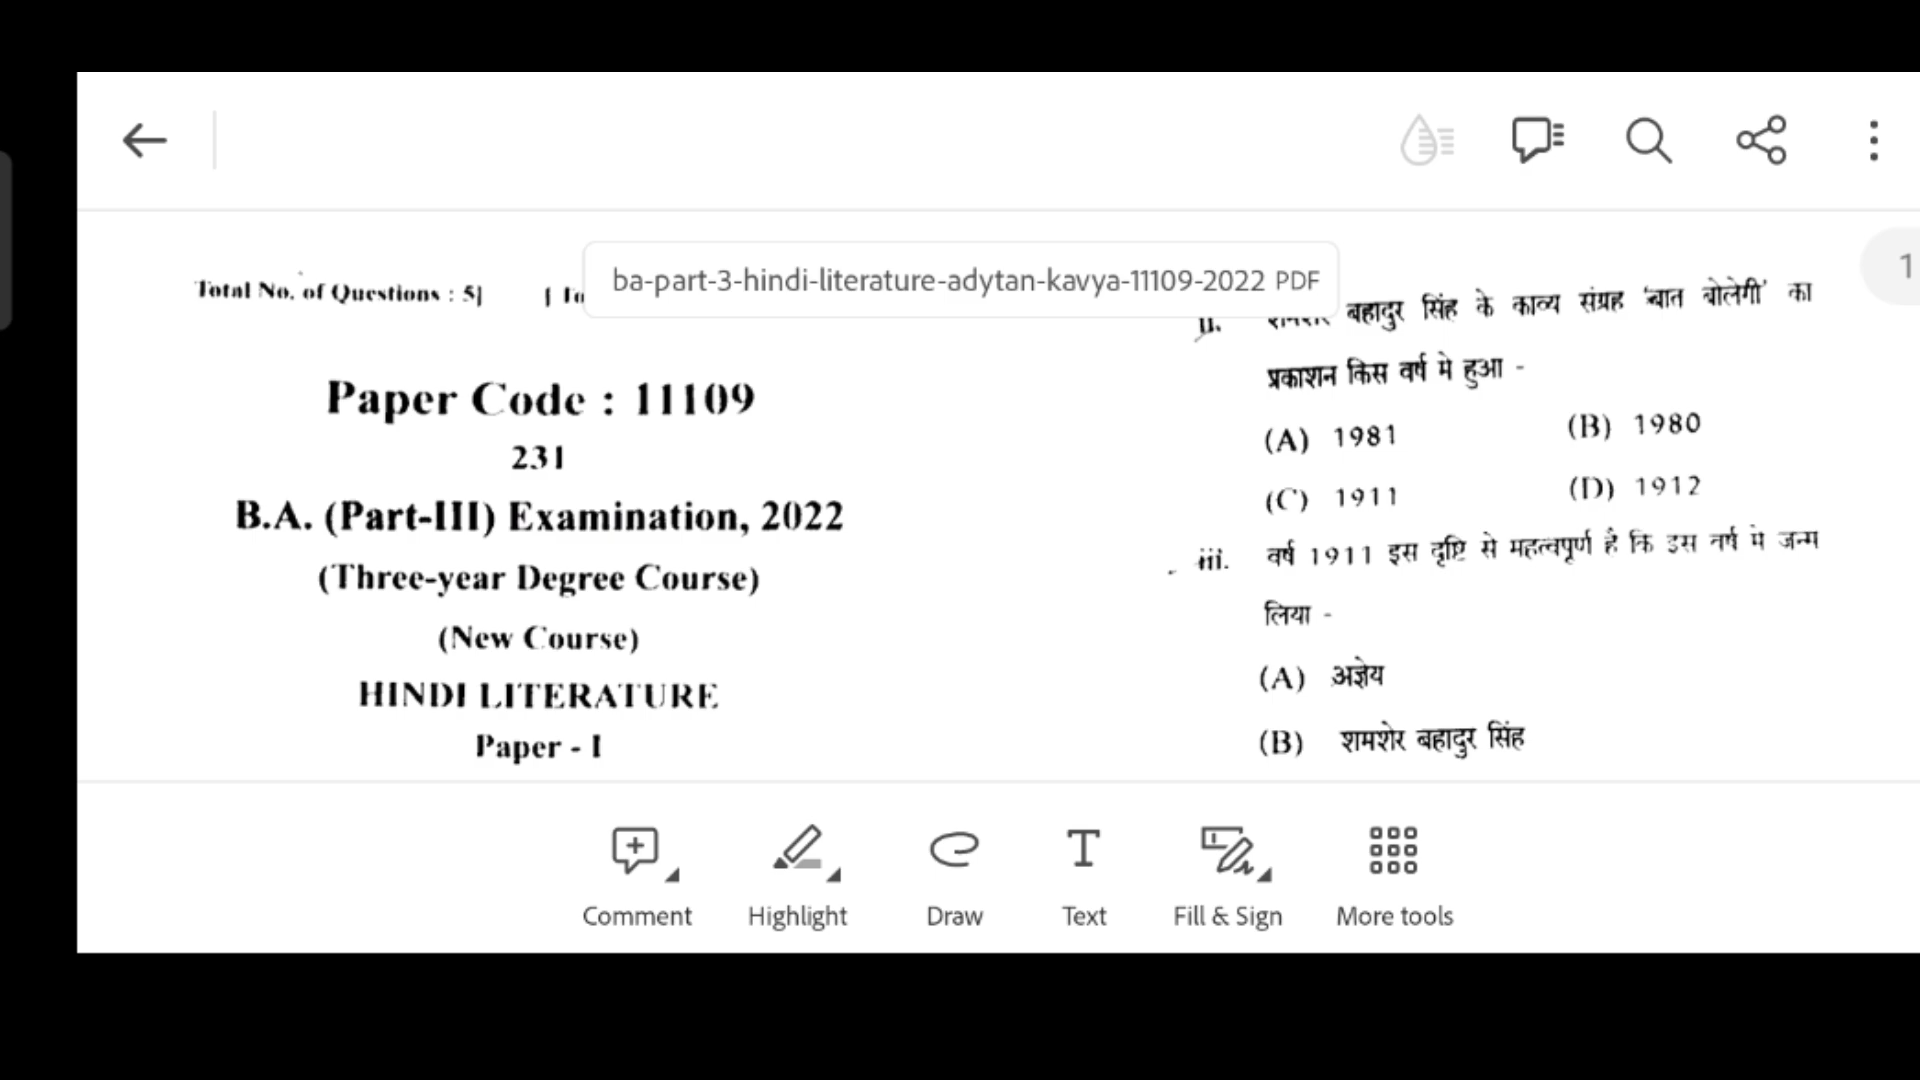 1
ba-part-3-hindi-literature-adytan-kavya-11109-2022 PDF
Total No. of Questions : 5]
Paper Code : 11109
231
B.A. (Part-III) Examination, 2022
(Three-year Degree Course)
(New Course)
HINDI LITERATURE
Paper - I
ii. बहादुर सिंह के काव्य संग्रह 'बात बोलेगी' का
प्रकाशन किस वर्ष मे हुआ -
(A) 1981 (B) 1980
(C) 1911 (D) 1912
iii. वर्ष 1911 इस दृष्टि से महत्वपूर्ण है कि इस वर्ष मे जन्म
लिया -
(A) अज्ञेय
(B) शमशेर बहादुर सिंह
Comment Highlight Draw Text Fill & Sign More tools